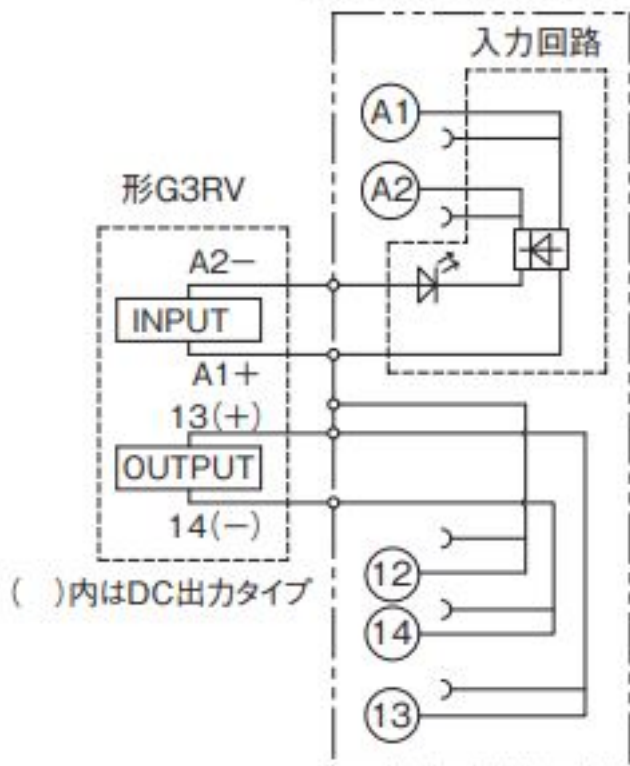 入力回路
A1
A2
形G3RV
A2−
INPUT
A1+
13(+)
OUTPUT
14(−)
( )内はDC出力タイプ
12
14
13